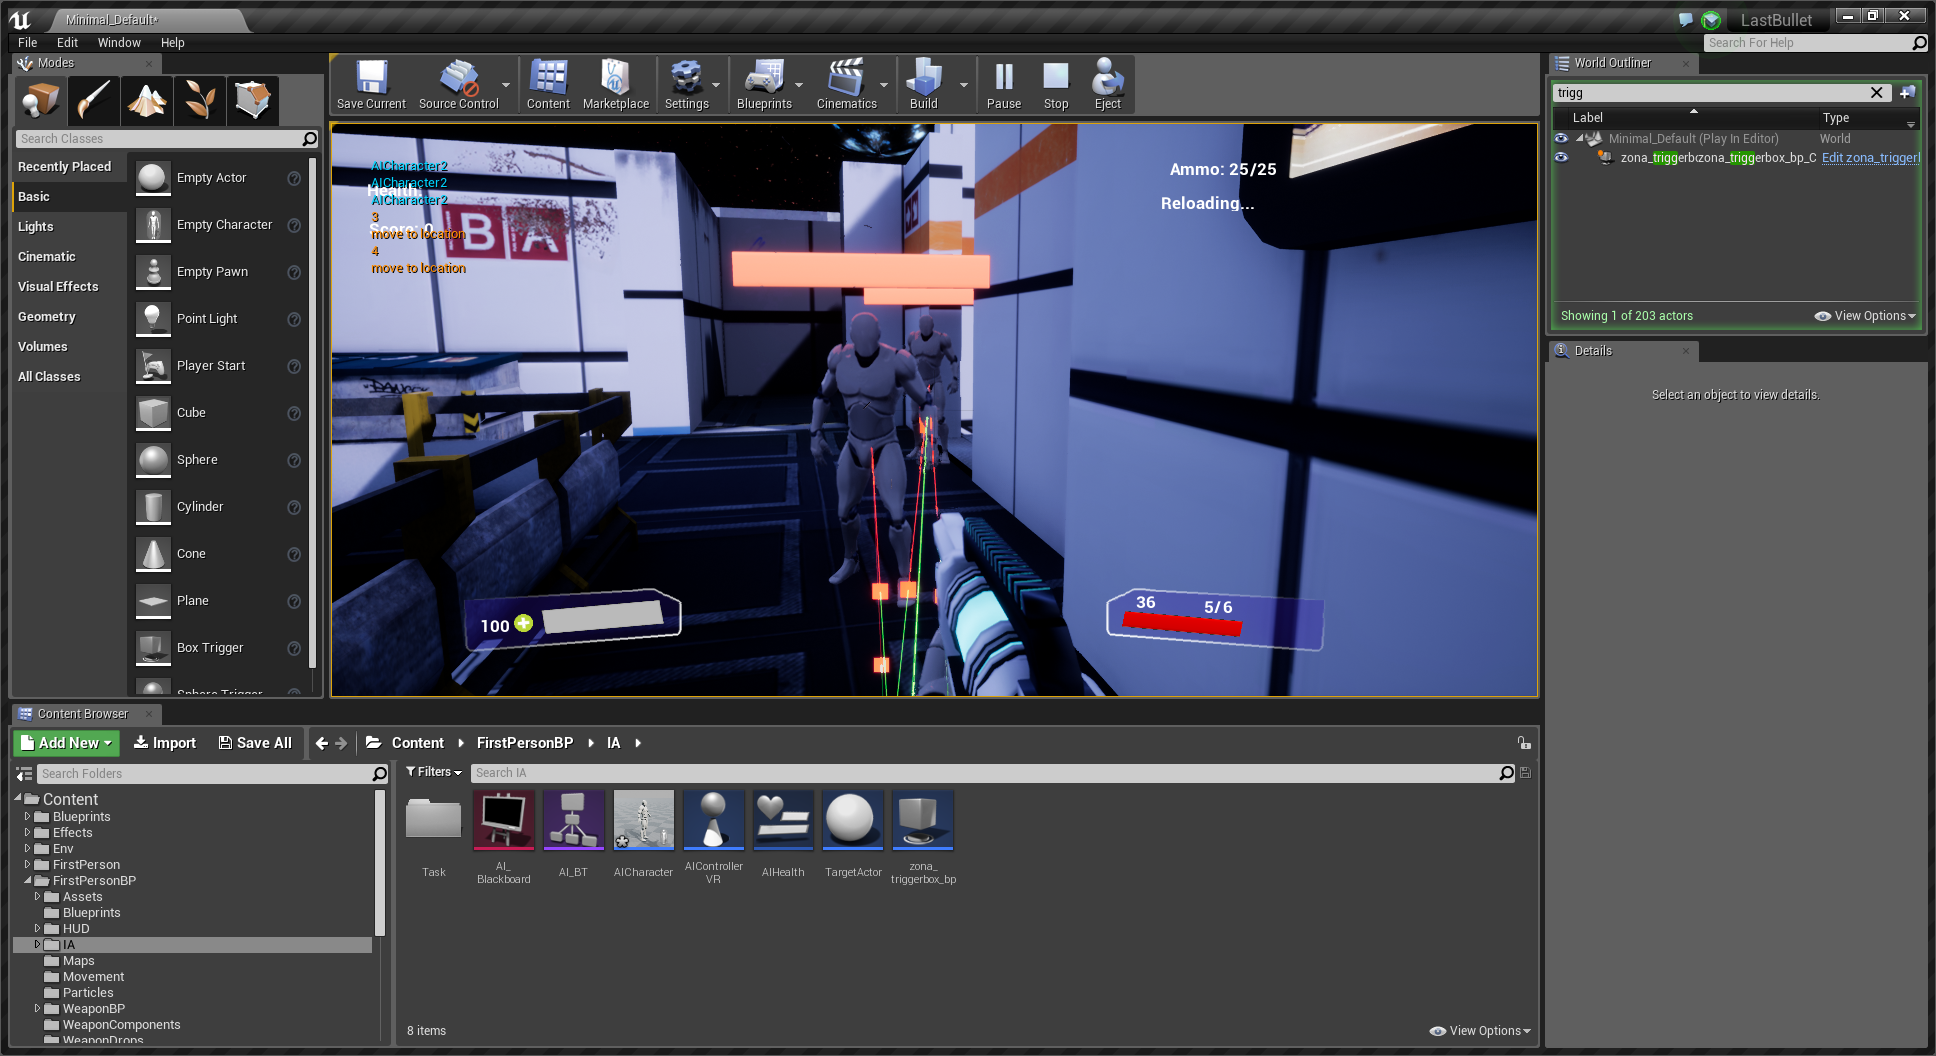 Minimal_Default*
LastBullet
File Edit Window Help
Search For Help
Modes
Save Current
Source Control
Content
Marketplace
Settings
Blueprints
Cinematics
Build
Pause
Stop
Eject
World Outliner
trigg
Label Type
Minimal_Default (Play In Editor) World
zona_triggerbczona_triggerbox_bp_C Edit zona_trigger
Showing 1 of 203 actors
View Options
Details
Select an object to view details.
Search Classes
Recently Placed
Basic
Lights
Cinematic
Visual Effects
Geometry
Volumes
All Classes
Empty Actor
Empty Character
Empty Pawn
Point Light
Player Start
Cube
Sphere
Cylinder
Cone
Plane
Box Trigger
Sphere Trigger
AICharacter2
AICharacter2
Health:
AICharacter2
3
Score: 0
move to location
4
move to location
BA
Ammo: 25/25
Reloading...
100
36 5/6
Content Browser
Add New Import Save All Content FirstPersonBP IA
Search Folders
Filters
Search IA
Content
Blueprints
Effects
Env
FirstPerson
FirstPersonBP
Assets
Blueprints
HUD
IA
Maps
Movement
Particles
WeaponBP
WeaponComponents
WeaponDrops
Task
AI_
Blackboard
AI_BT
AICharacter
AIController
VR
AIHealth
TargetActor
zona_
triggerbox_bp
8 items
View Options